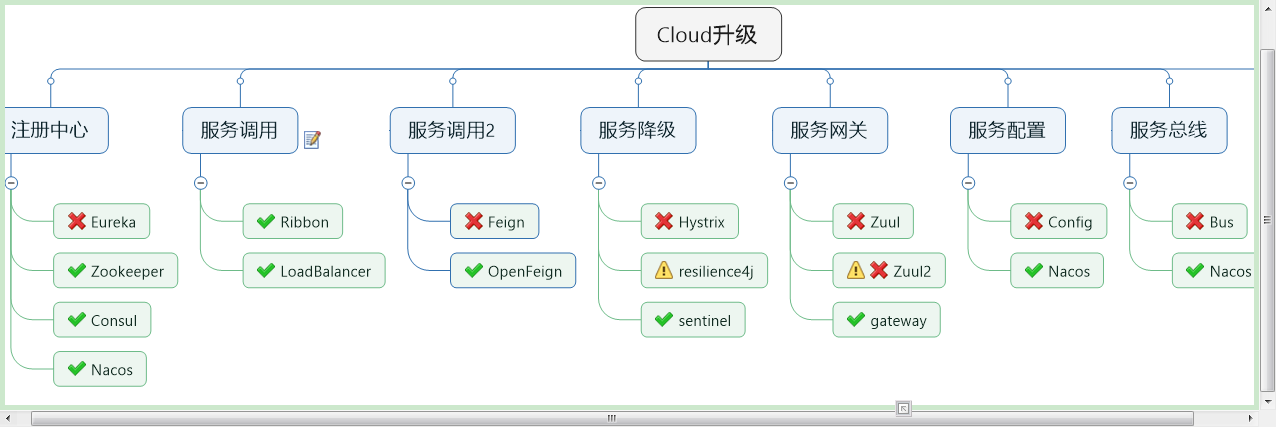 Cloud升级
注册中心
服务调用
服务调用2
服务降级
服务网关
服务配置
服务总线
Eureka
Ribbon
Feign
Hystrix
Zuul
Config
Bus
Zookeeper
LoadBalancer
OpenFeign
resilience4j
Zuul2
Nacos
Nacos
Consul
sentinel
gateway
Nacos